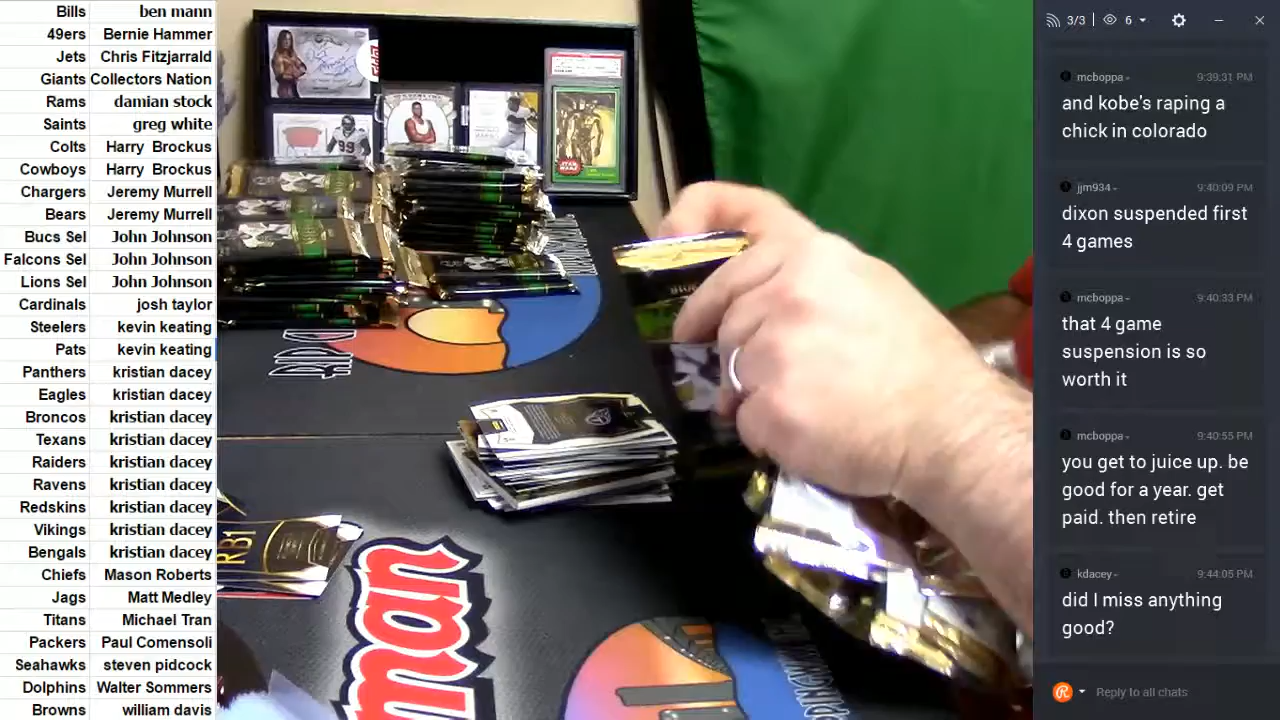 Bills ben mann
49ers Bernie Hammer
Jets Chris Fitzjarrald
Giants Collectors Nation
Rams damian stock
Saints greg white
Colts Harry Brockus
Cowboys Harry Brockus
Chargers Jeremy Murrell
Bears Jeremy Murrell
Bucs Sel John Johnson
Falcons Sel John Johnson
Lions Sel John Johnson
Cardinals josh taylor
Steelers kevin keating
Pats kevin keating
Panthers kristian dacey
Eagles kristian dacey
Broncos kristian dacey
Texans kristian dacey
Raiders kristian dacey
Ravens kristian dacey
Redskins kristian dacey
Vikings kristian dacey
Bengals kristian dacey
Chiefs Mason Roberts
Jags Matt Medley
Titans Michael Tran
Packers Paul Comensoli
Seahawks steven pidcock
Dolphins Walter Sommers
Browns william davis
STAR WARS
99
RB1
man
3/3 6
mcboppa 9:39:31 PM
and kobe's raping a
chick in colorado
jjm934 9:40:09 PM
dixon suspended first
4 games
mcboppa 9:40:33 PM
that 4 game
suspension is so
worth it
mcboppa 9:40:55 PM
you get to juice up. be
good for a year. get
paid. then retire
kdacey 9:44:05 PM
did I miss anything
good?
Reply to all chats